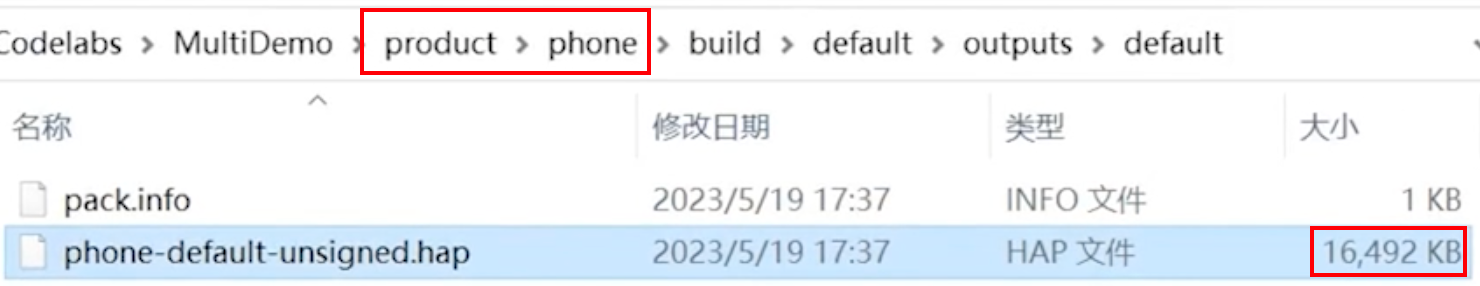 Codelabs > MultiDemo > product > phone > build > default > outputs > default
名称 修改日期 类型 大小
pack.info 2023/5/19 17:37 INFO 文件 1 KB
phone-default-unsigned.hap 2023/5/19 17:37 HAP 文件 16,492 KB